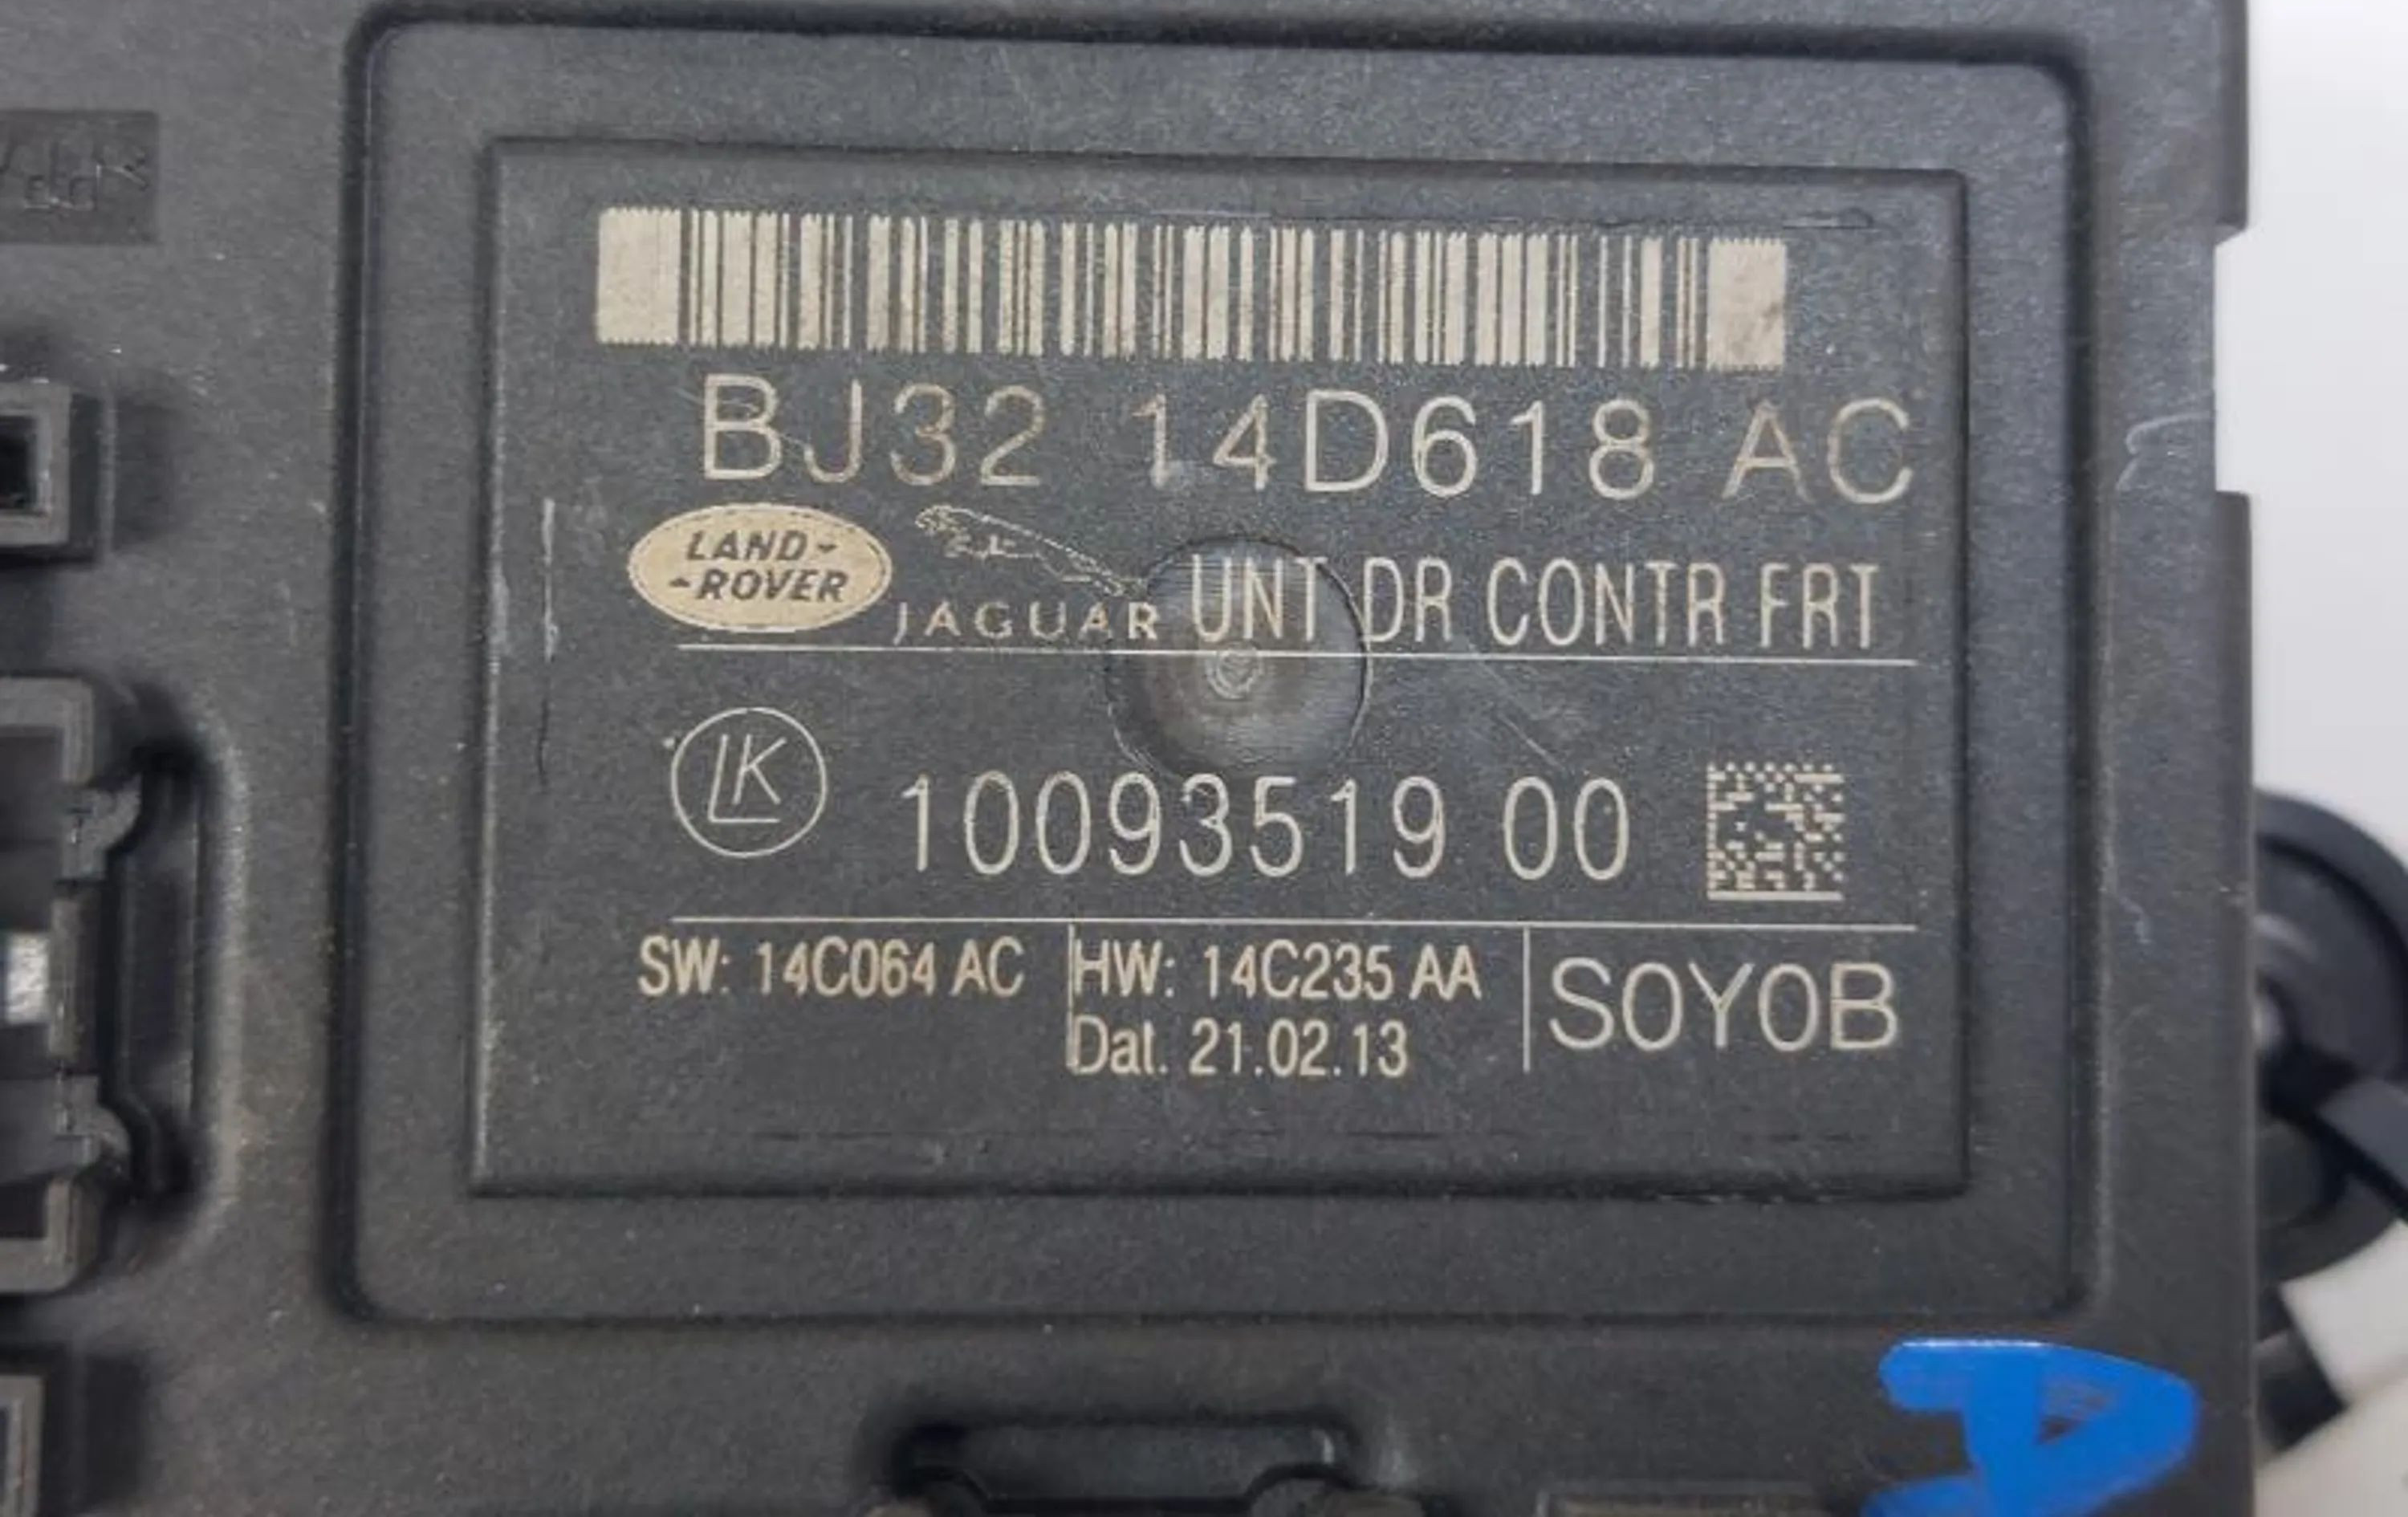 BJ32 14D618 AC
LAND-
-ROVER
JAGUAR UNT DR CONTR FRT
LK 10093519 00
SW: 14C064 AC HW: 14C235 AA SOYOB
Dat. 21.02.13